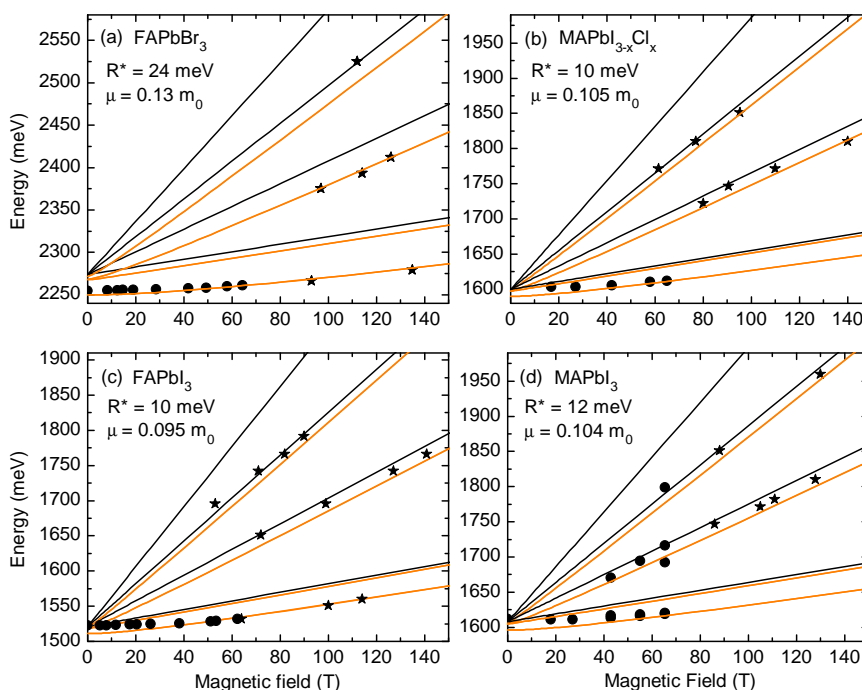 (a) FAPbBr3
R* = 24 meV
μ = 0.13 m0
2550
2500
2450
2400
2350
2300
2250
Energy (meV)
0 20 40 60 80 100 120 140
(b) MAPbI3-xClx
R* = 10 meV
μ = 0.105 m0
1950
1900
1850
1800
1750
1700
1650
1600
Energy (meV)
0 20 40 60 80 100 120 140
(c) FAPbI3
R* = 10 meV
μ = 0.095 m0
1900
1850
1800
1750
1700
1650
1600
1550
1500
Energy (meV)
0 20 40 60 80 100 120 140
Magnetic field (T)
(d) MAPbI3
R* = 12 meV
μ = 0.104 m0
1950
1900
1850
1800
1750
1700
1650
1600
Energy (meV)
0 20 40 60 80 100 120 140
Magnetic Field (T)